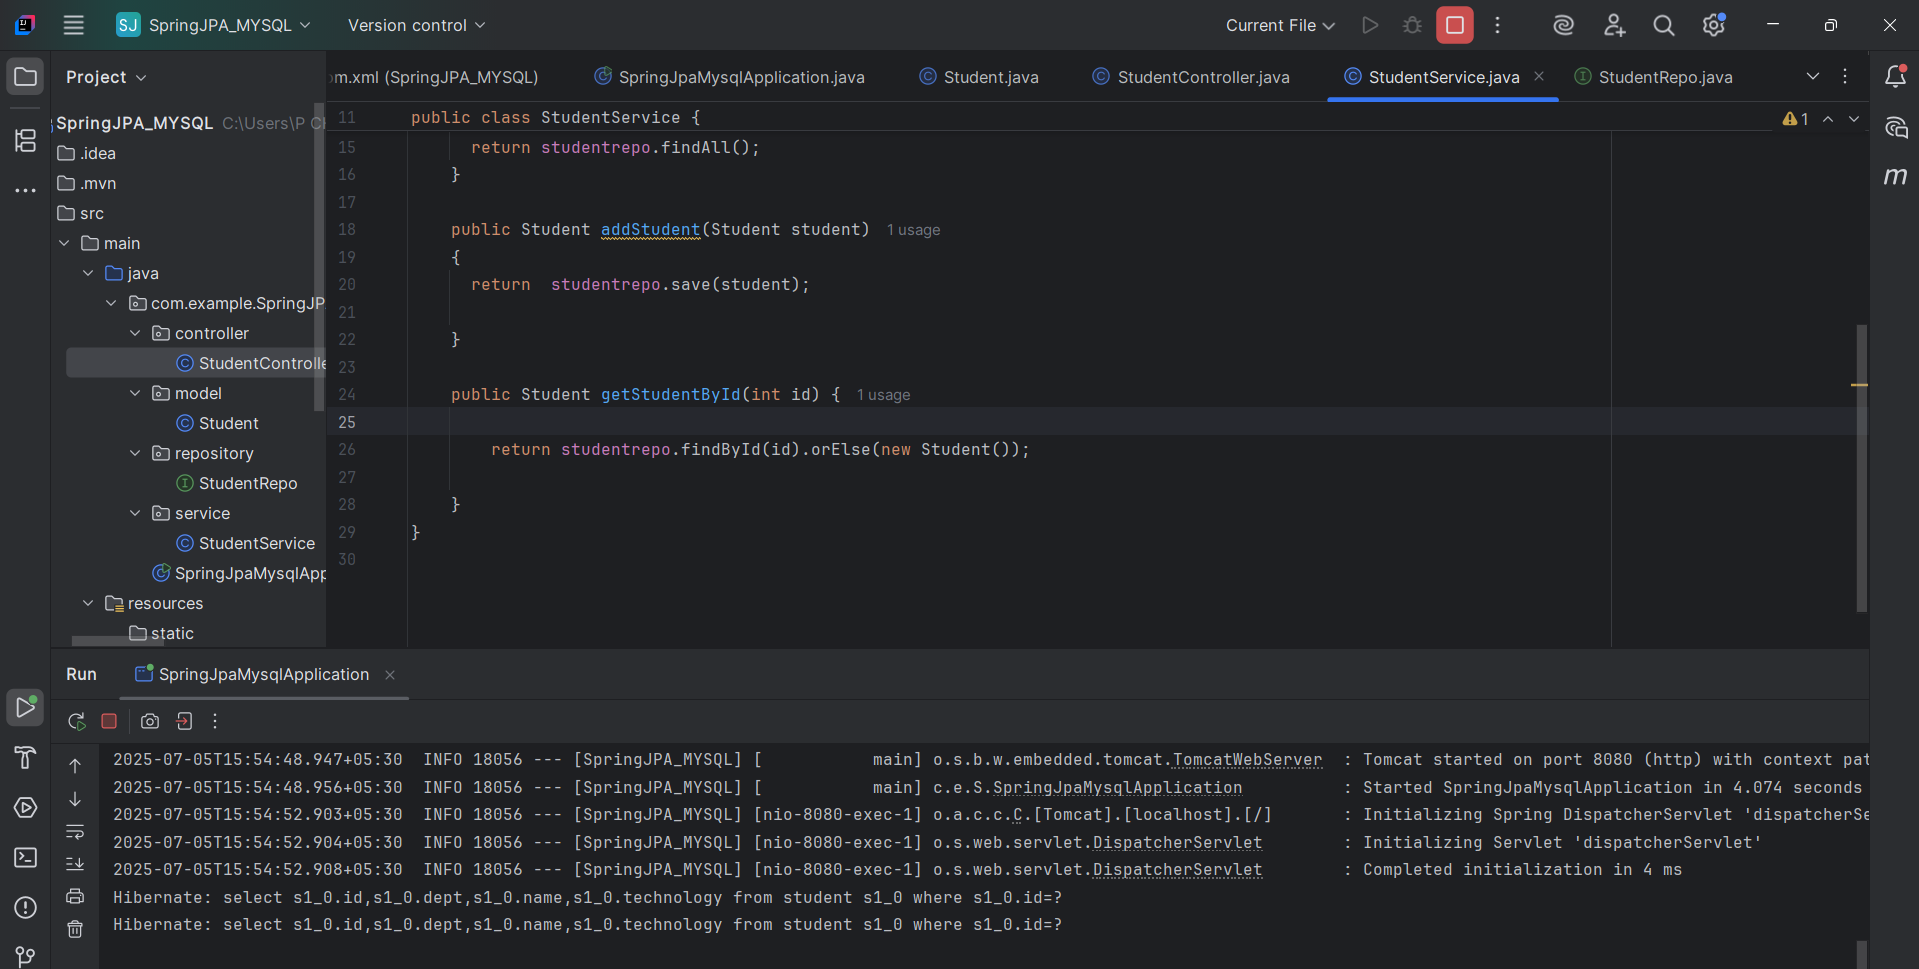 SJ SpringJPA_MYSQL Version control Current File
Project
om.xml (SpringJPA_MYSQL) SpringJpaMysqlApplication.java Student.java StudentController.java StudentService.java StudentRepo.java
SpringJPA_MYSQL C:\Users\P CH
.idea
.mvn
src
main
java
com.example.SpringJP
controller
StudentControlle
model
Student
repository
StudentRepo
service
StudentService
SpringJpaMysqlApp
resources
static
11 public class StudentService {
1
15 return studentrepo.findAll();
16 }
17
18 public Student addStudent(Student student) 1 usage
19 {
20 return  studentrepo.save(student);
21
22 }
23
24 public Student getStudentById(int id) { 1 usage
25
26 return studentrepo.findById(id).orElse(new Student());
27
28 }
29 }
30
m
Run SpringJpaMysqlApplication
2025-07-05T15:54:48.947+05:30  INFO 18056 --- [SpringJPA_MYSQL] [           main] o.s.b.w.embedded.tomcat.TomcatWebServer  : Tomcat started on port 8080 (http) with context pat
2025-07-05T15:54:48.956+05:30  INFO 18056 --- [SpringJPA_MYSQL] [           main] c.e.S.SpringJpaMysqlApplication          : Started SpringJpaMysqlApplication in 4.074 seconds
2025-07-05T15:54:52.903+05:30  INFO 18056 --- [SpringJPA_MYSQL] [nio-8080-exec-1] o.a.c.c.C.[Tomcat].[localhost].[/]       : Initializing Spring DispatcherServlet 'dispatcherSe
2025-07-05T15:54:52.904+05:30  INFO 18056 --- [SpringJPA_MYSQL] [nio-8080-exec-1] o.s.web.servlet.DispatcherServlet        : Initializing Servlet 'dispatcherServlet'
2025-07-05T15:54:52.908+05:30  INFO 18056 --- [SpringJPA_MYSQL] [nio-8080-exec-1] o.s.web.servlet.DispatcherServlet        : Completed initialization in 4 ms
Hibernate: select s1_0.id,s1_0.dept,s1_0.name,s1_0.technology from student s1_0 where s1_0.id=?
Hibernate: select s1_0.id,s1_0.dept,s1_0.name,s1_0.technology from student s1_0 where s1_0.id=?